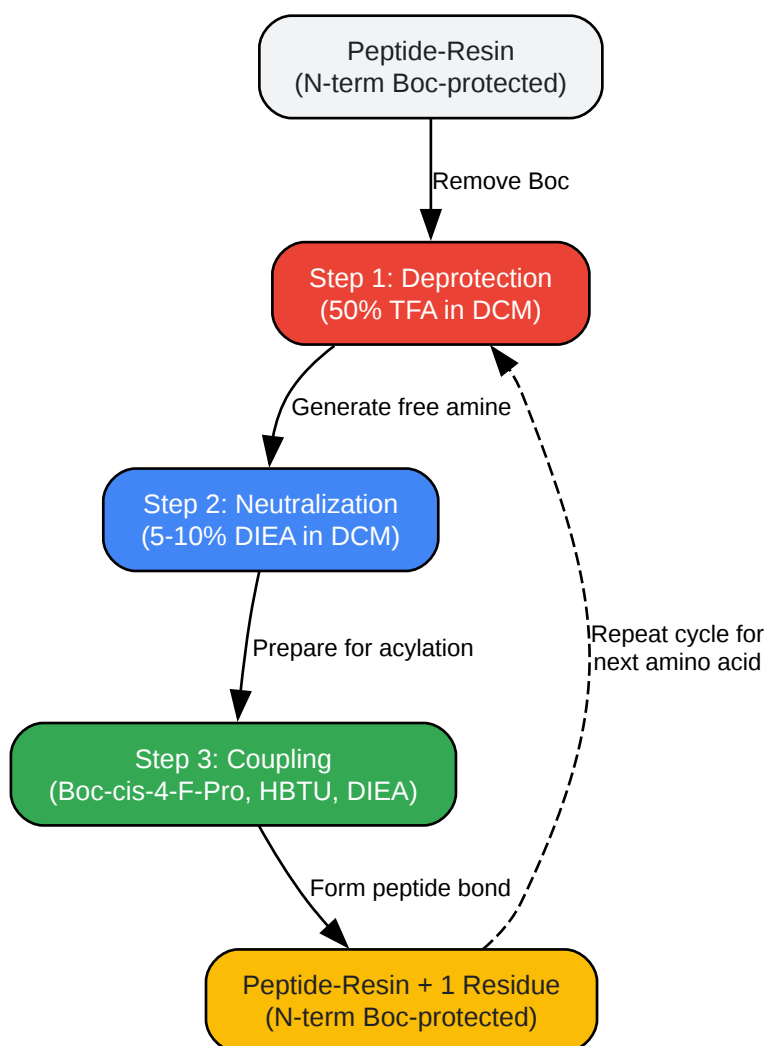 Peptide-Resin
(N-term Boc-protected)
Remove Boc
Step 1: Deprotection
(50% TFA in DCM)
Generate free amine
Step 2: Neutralization
(5-10% DIEA in DCM)
Repeat cycle for
next amino acid
Prepare for acylation
Step 3: Coupling
(Boc-cis-4-F-Pro, HBTU, DIEA)
Form peptide bond
Peptide-Resin + 1 Residue
(N-term Boc-protected)